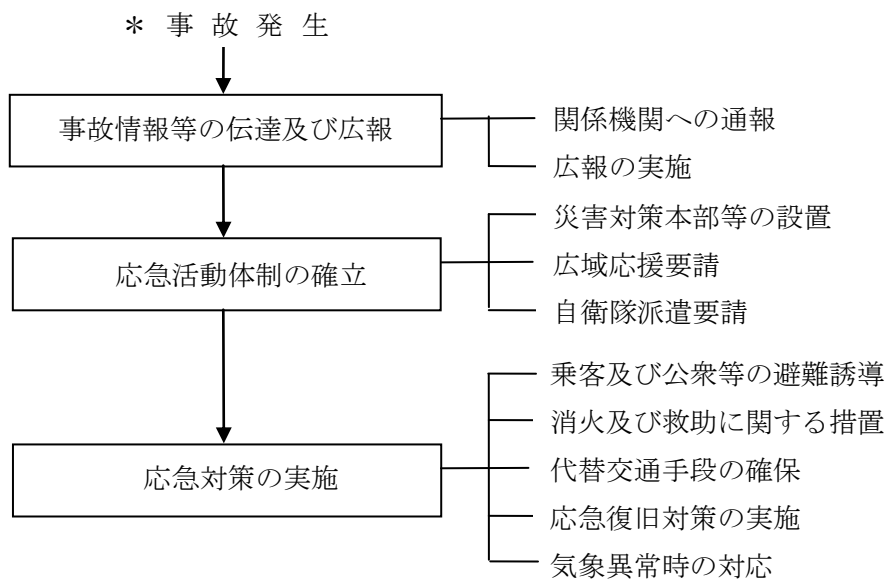 ＊ 事 故 発 生
事故情報等の伝達及び広報
関係機関への通報
広報の実施
応急活動体制の確立
災害対策本部等の設置
広域応援要請
自衛隊派遣要請
応急対策の実施
乗客及び公衆等の避難誘導
消火及び救助に関する措置
代替交通手段の確保
応急復旧対策の実施
気象異常時の対応